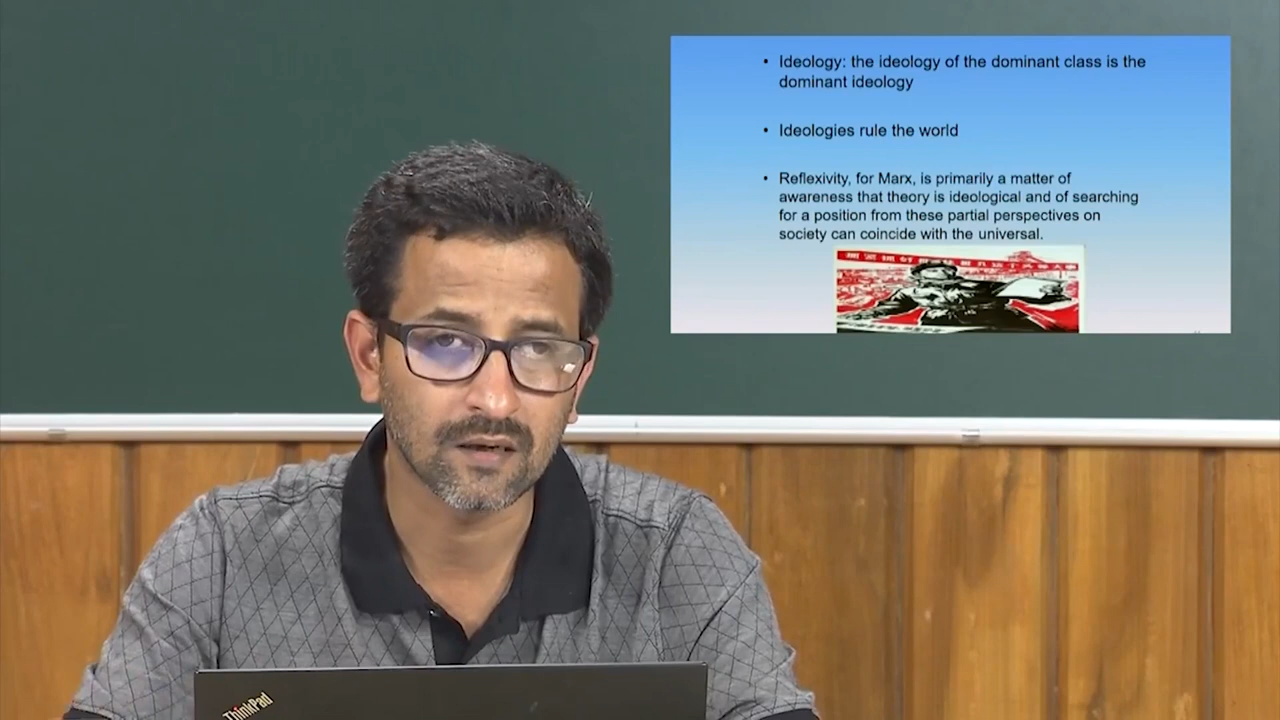 • Ideology: the ideology of the dominant class is the
dominant ideology
• Ideologies rule the world
• Reflexivity, for Marx, is primarily a matter of
awareness that theory is ideological and of searching
for a position from these partial perspectives on
society can coincide with the universal.
ThinkPad